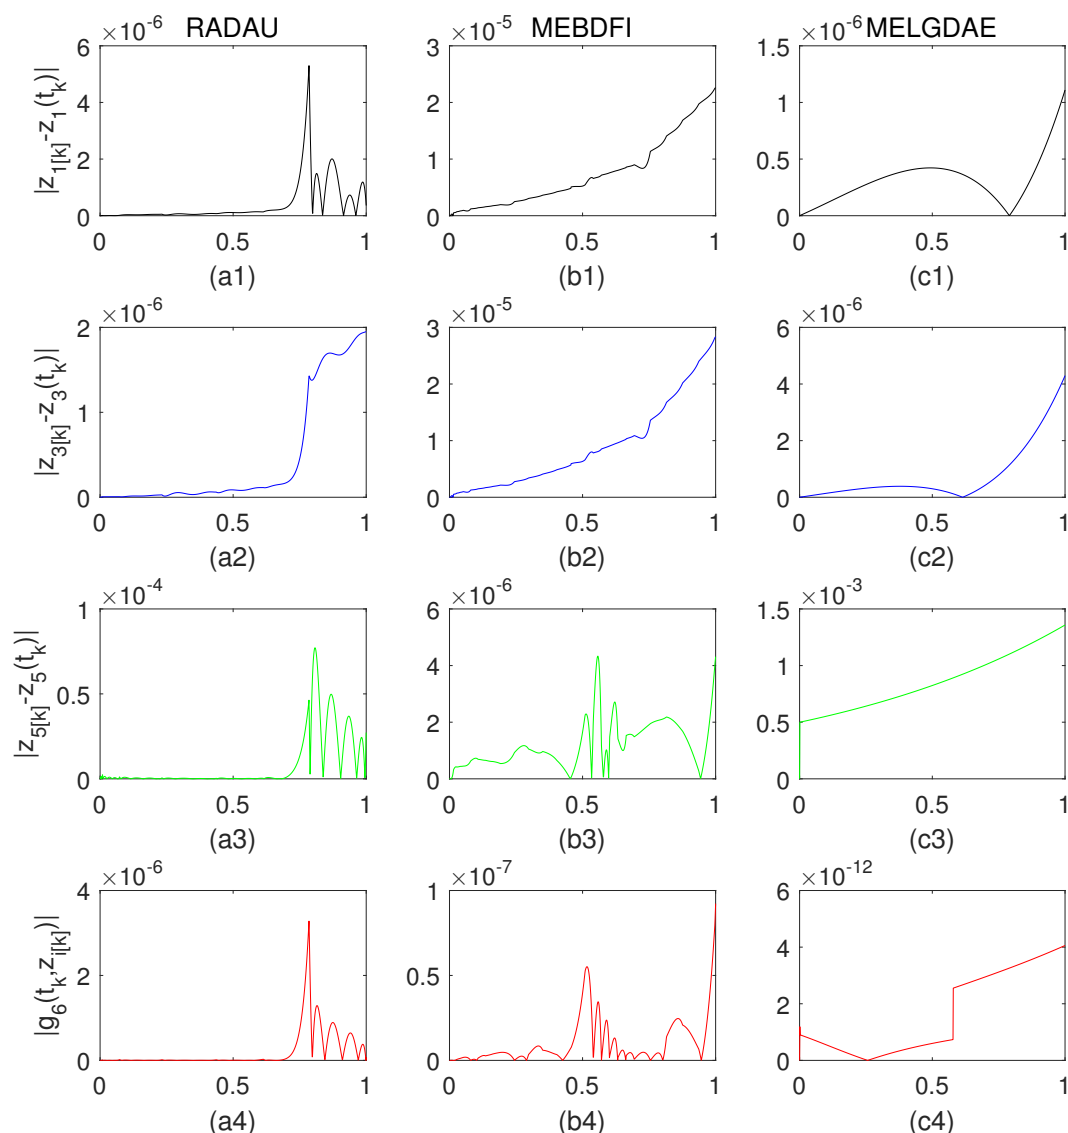 RADAU MEBDFI MELGDAE
×10-6 ×10-5 ×10-6
|z1[k]-z1(tk)|
6 4 2 0
3 2 1 0
1.5 1 0.5 0
0 0.5 1 0 0.5 1 0 0.5 1
(a1) (b1) (c1)
×10-6 ×10-5 ×10-6
|z3[k]-z3(tk)|
2 1 0
3 2 1 0
6 4 2 0
0 0.5 1 0 0.5 1 0 0.5 1
(a2) (b2) (c2)
×10-4 ×10-6 ×10-3
|z5[k]-z5(tk)|
1 0.5 0
6 4 2 0
1.5 1 0.5 0
0 0.5 1 0 0.5 1 0 0.5 1
(a3) (b3) (c3)
×10-6 ×10-7 ×10-12
|g6(tk,zi[k])|
4 2 0
1 0.5 0
6 4 2 0
0 0.5 1 0 0.5 1 0 0.5 1
(a4) (b4) (c4)